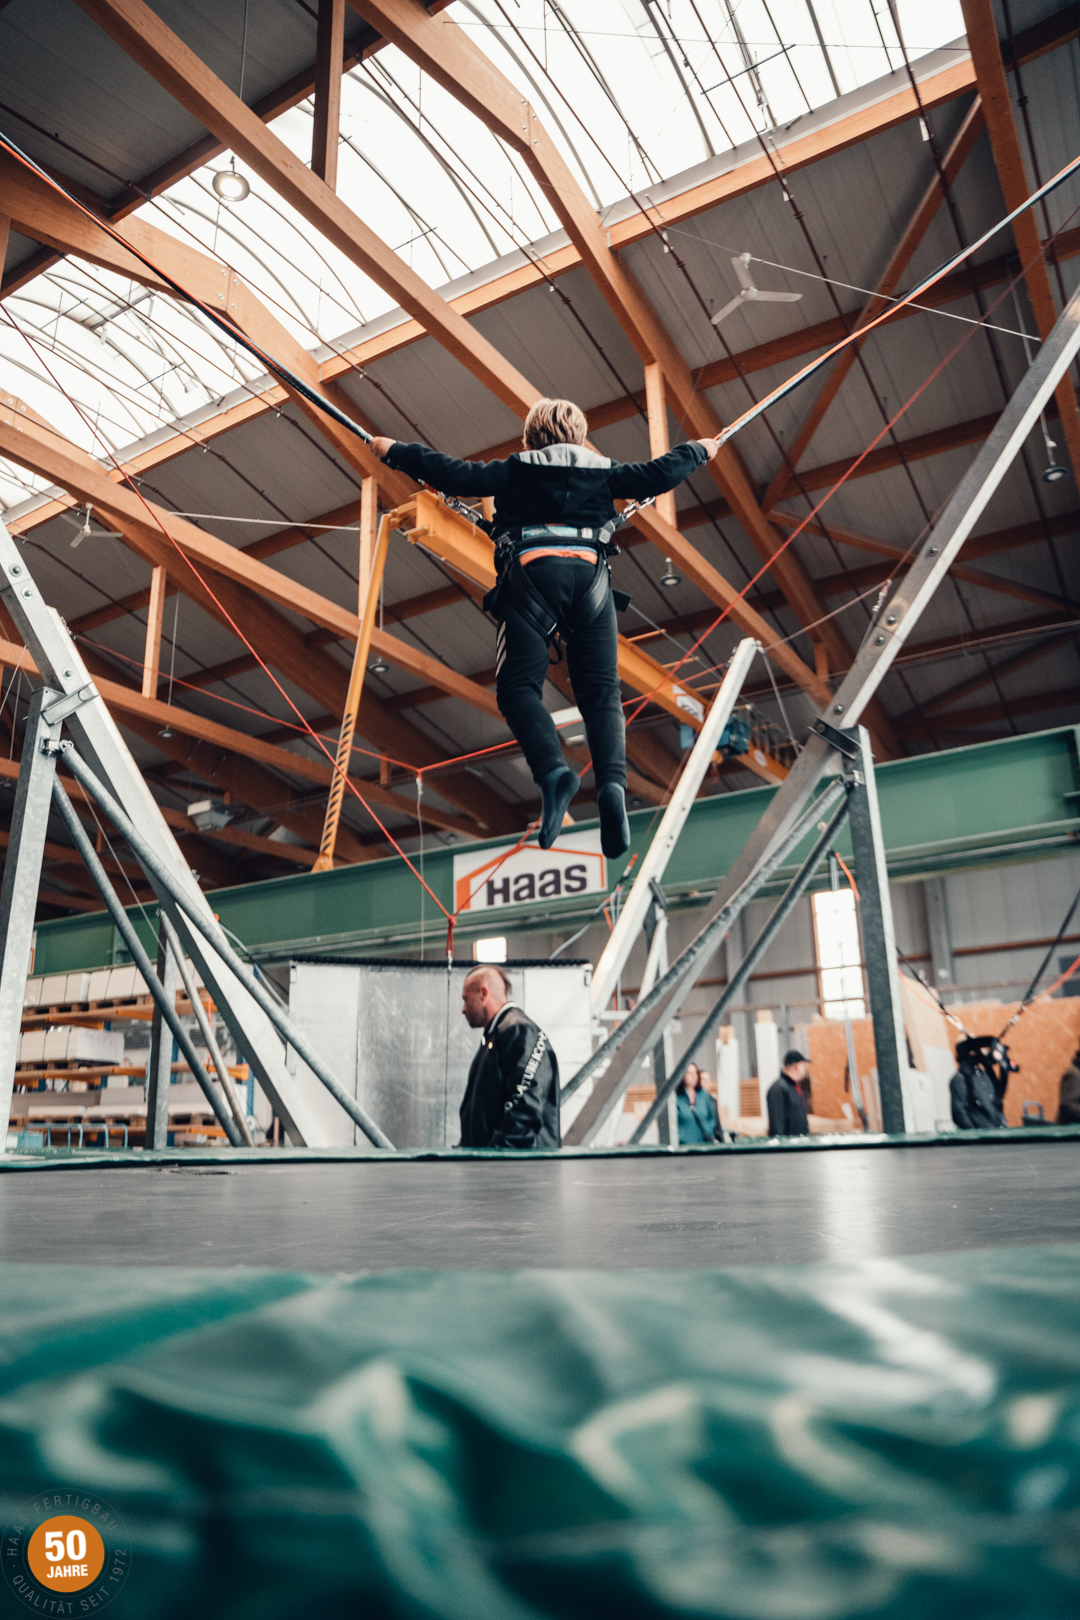 Haas
HAAS FERTIGBAU
50
JAHRE
· QUALITÄT SEIT 1972 ·